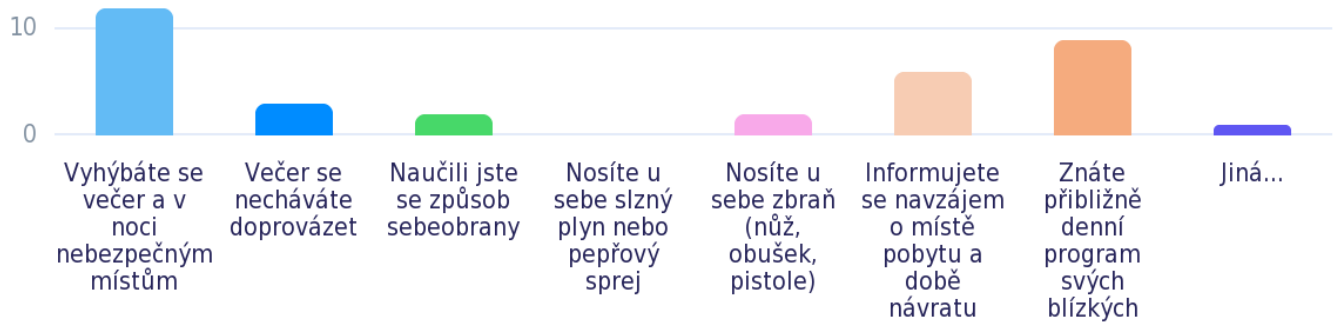 10
0
Vyhýbáte se
večer a v
noci
nebezpečným
místům
Večer se
necháváte
doprovázet
Naučili jste
se způsob
sebeobrany
Nosíte u
sebe slzný
plyn nebo
pepřový
sprej
Nosíte u
sebe zbraň
(nůž,
obušek,
pistole)
Informujete
se navzájem
o místě
pobytu a
době
návratu
Znáte
přibližně
denní
program
svých
blízkých
Jiná...